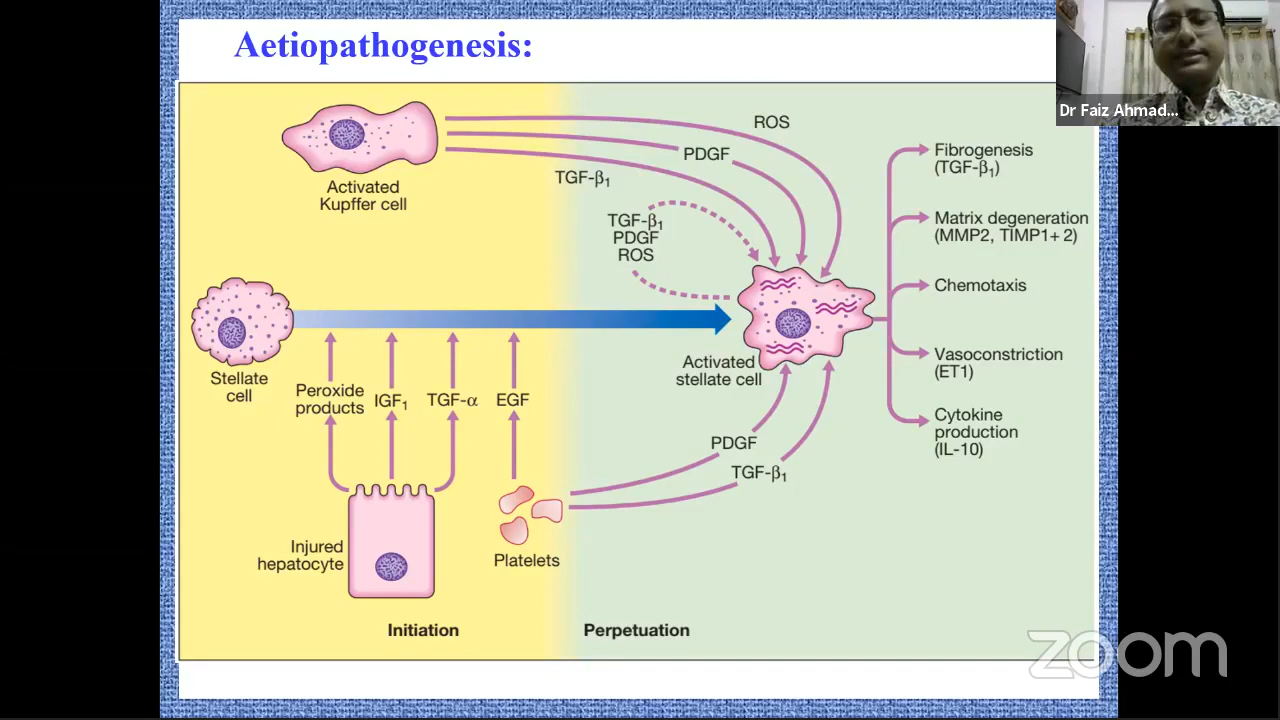 Aetiopathogenesis:
Dr Faiz Ahmad...
Activated
Kupffer cell
ROS
PDGF
TGF-β₁
TGF-β₁
PDGF
ROS
Stellate
cell
Peroxide
products
IGF₁
TGF-α
EGF
Activated
stellate cell
PDGF
TGF-β₁
Injured
hepatocyte
Platelets
Fibrogenesis
(TGF-β₁)
Matrix degeneration
(MMP2, TIMP1+ 2)
Chemotaxis
Vasoconstriction
(ET1)
Cytokine
production
(IL-10)
Initiation
Perpetuation
zoom